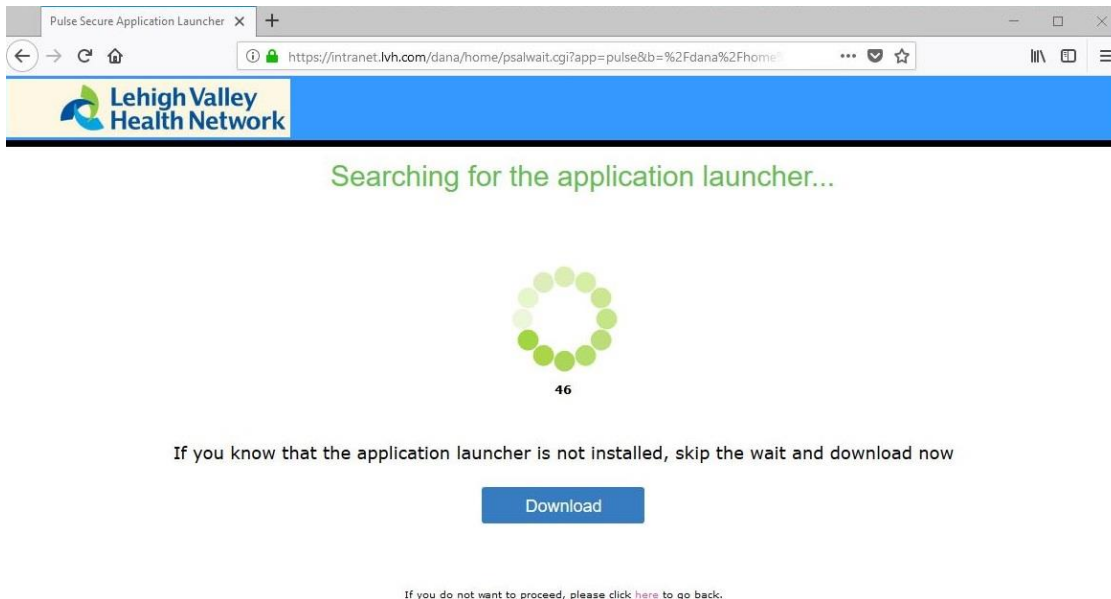 Pulse Secure Application Launcher
https://intranet.lvh.com/dana/home/psalwait.cgi?app=pulse&lb=%2Fdana%2Fhome
Lehigh Valley
Health Network
Searching for the application launcher...
46
If you know that the application launcher is not installed, skip the wait and download now
Download
If you do not want to proceed, please click here to go back.